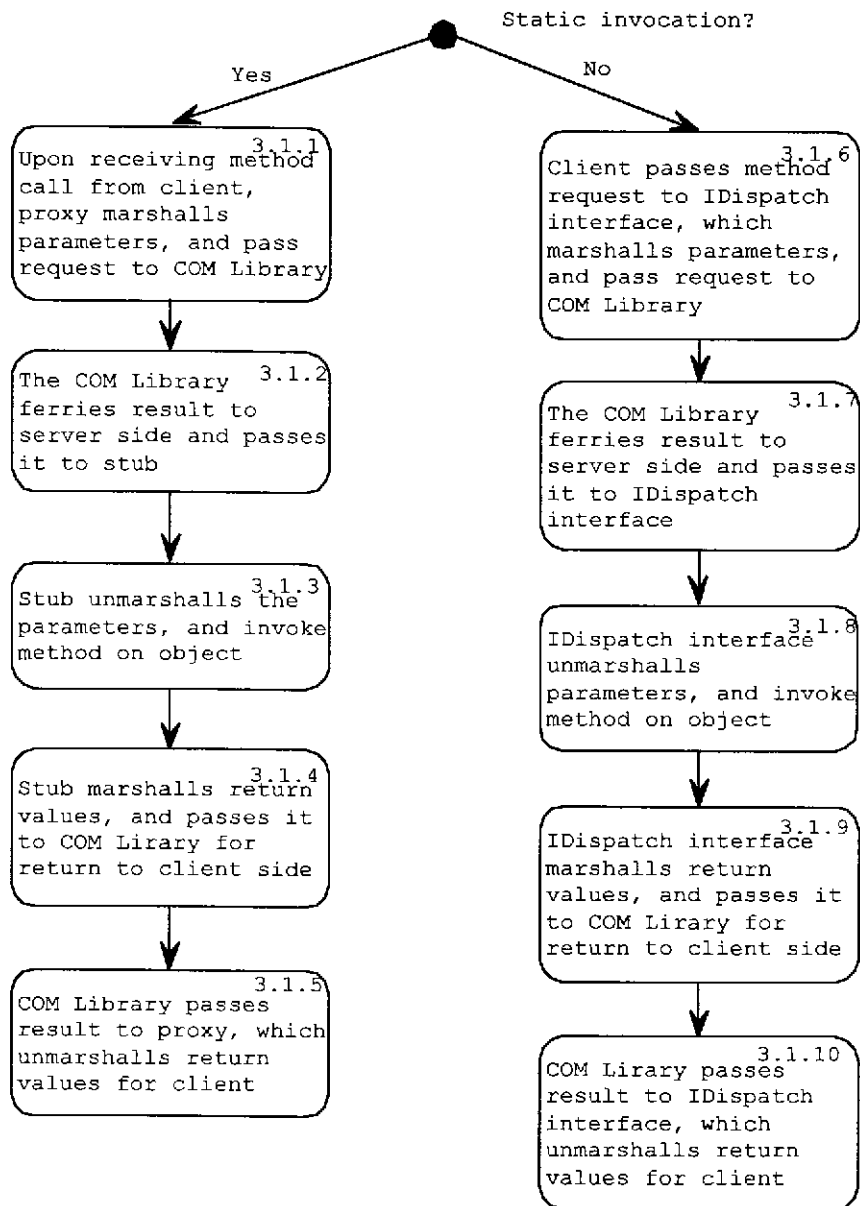 Static invocation?
Yes
No
3.1.1
Upon receiving method
call from client,
proxy marshalls
parameters, and pass
request to COM Library
3.1.2
The COM Library
ferries result to
server side and passes
it to stub
3.1.3
Stub unmarshalls the
parameters, and invoke
method on object
3.1.4
Stub marshalls return
values, and passes it
to COM Lirary for
return to client side
3.1.5
COM Library passes
result to proxy, which
unmarshalls return
values for client
3.1.6
Client passes method
request to IDispatch
interface, which
marshalls parameters,
and pass request to
COM Library
3.1.7
The COM Library
ferries result to
server side and passes
it to IDispatch
interface
3.1.8
IDispatch interface
unmarshalls
parameters, and invoke
method on object
3.1.9
IDispatch interface
marshalls return
values, and passes it
to COM Lirary for
return to client side
3.1.10
COM Lirary passes
result to IDispatch
interface, which
unmarshalls return
values for client